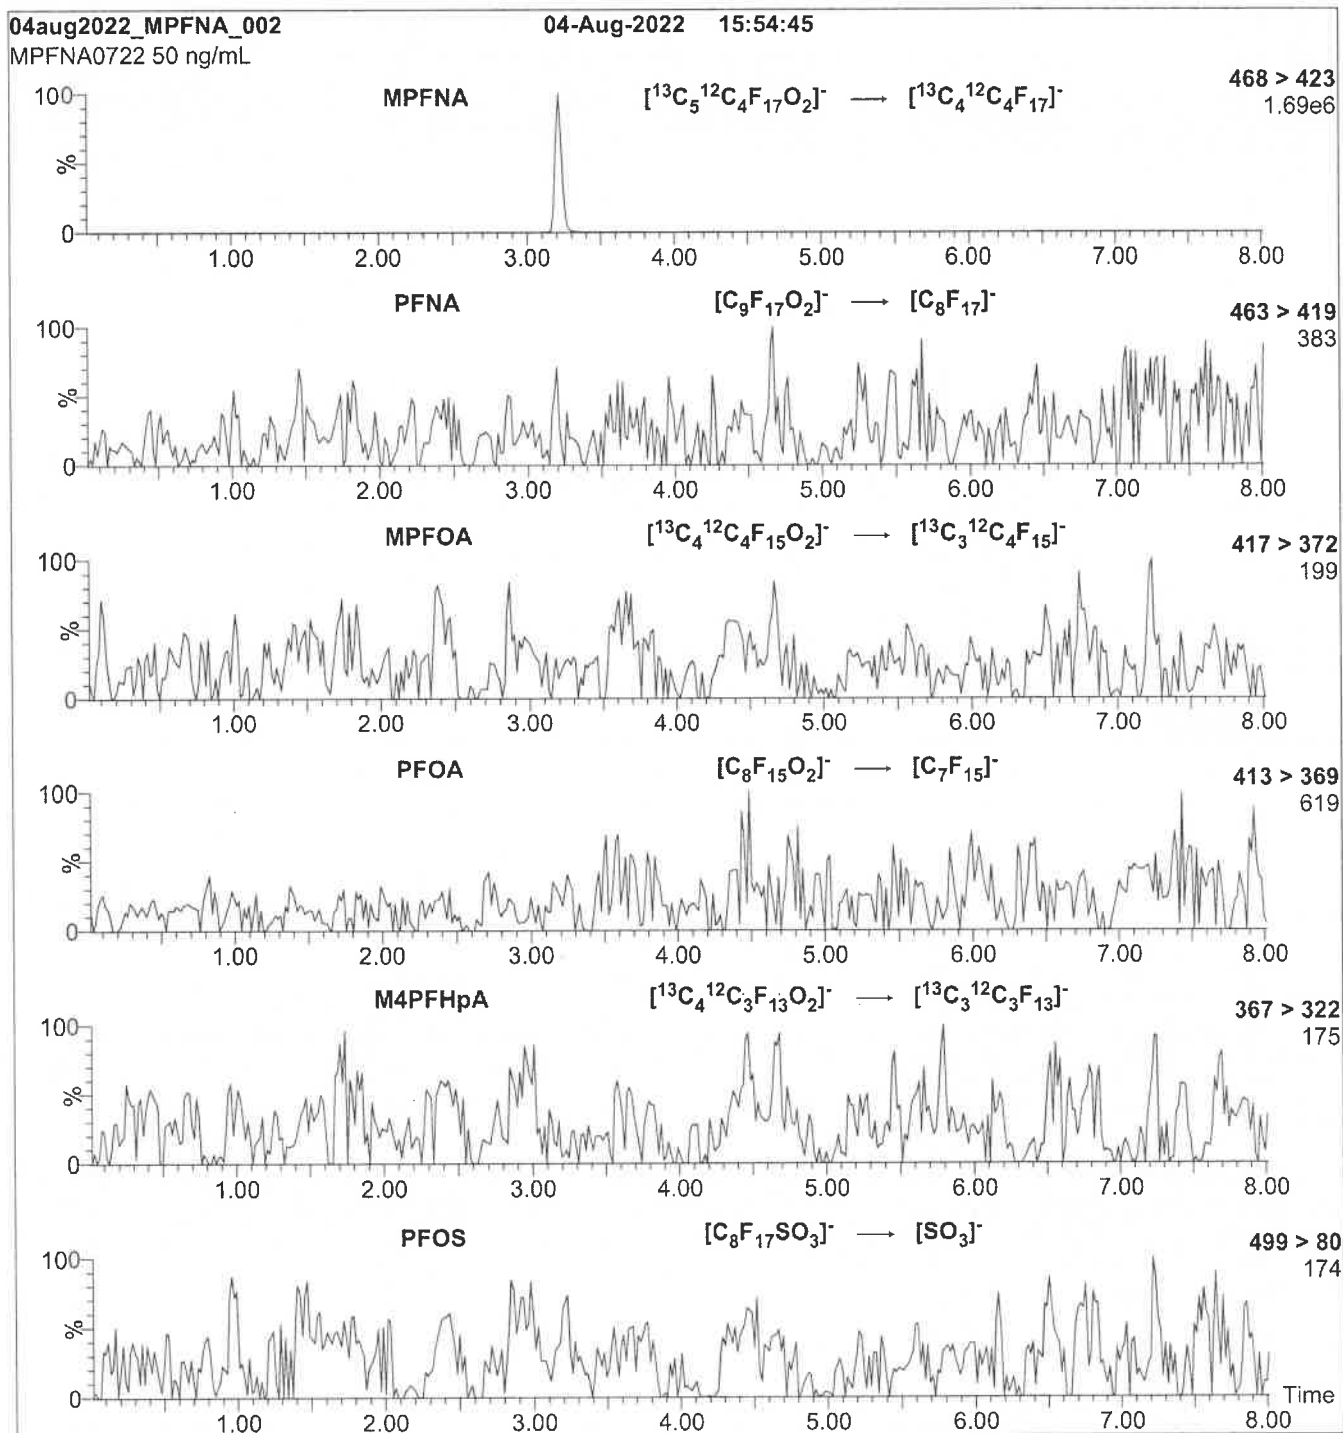 04aug2022_MPFNA_002 04-Aug-2022 15:54:45
MPFNA0722 50 ng/mL
MPFNA [¹³C₅¹²C₄F₁₇O₂]⁻ → [¹³C₄¹²C₄F₁₇]⁻ 468 > 423
1.69e6
100
%
0
1.00 2.00 3.00 4.00 5.00 6.00 7.00 8.00
PFNA [C₉F₁₇O₂]⁻ → [C₈F₁₇]⁻ 463 > 419
383
100
%
0
1.00 2.00 3.00 4.00 5.00 6.00 7.00 8.00
MPFOA [¹³C₄¹²C₄F₁₅O₂]⁻ → [¹³C₃¹²C₄F₁₅]⁻ 417 > 372
199
100
%
0
1.00 2.00 3.00 4.00 5.00 6.00 7.00 8.00
PFOA [C₈F₁₅O₂]⁻ → [C₇F₁₅]⁻ 413 > 369
619
100
%
0
1.00 2.00 3.00 4.00 5.00 6.00 7.00 8.00
M4PFHpA [¹³C₄¹²C₃F₁₃O₂]⁻ → [¹³C₃¹²C₃F₁₃]⁻ 367 > 322
175
100
%
0
1.00 2.00 3.00 4.00 5.00 6.00 7.00 8.00
PFOS [C₈F₁₇SO₃]⁻ → [SO₃]⁻ 499 > 80
174
100
%
0
Time
1.00 2.00 3.00 4.00 5.00 6.00 7.00 8.00